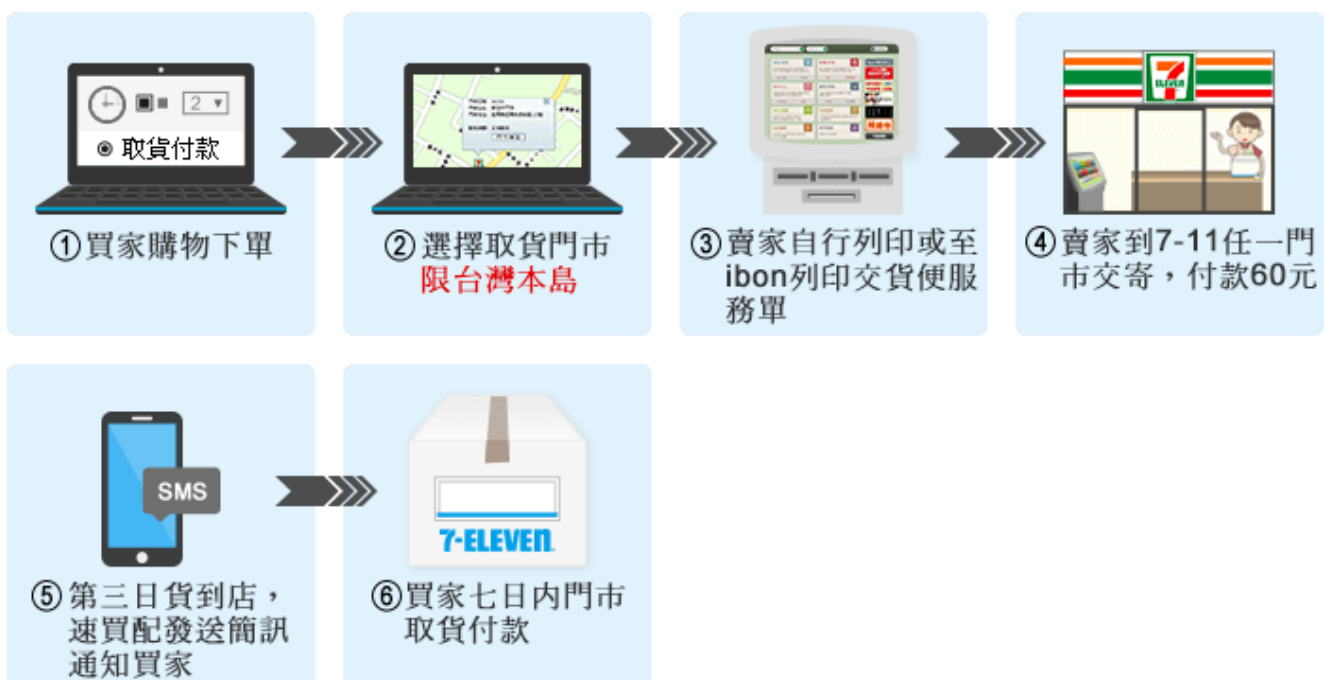 2
取貨付款
①買家購物下單
②選擇取貨門市
限台灣本島
③賣家自行列印或至
ibon列印交貨便服
務單
7
ELEVEN
④賣家到7-11任一門
市交寄，付款60元
SMS
⑤第三日貨到店，
速買配發送簡訊
通知買家
7-ELEVEN
⑥買家七日内門市
取貨付款